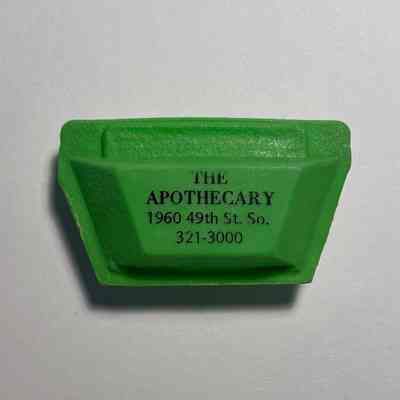 THE
APOTHECARY
1960 49th St. So.
321-3000